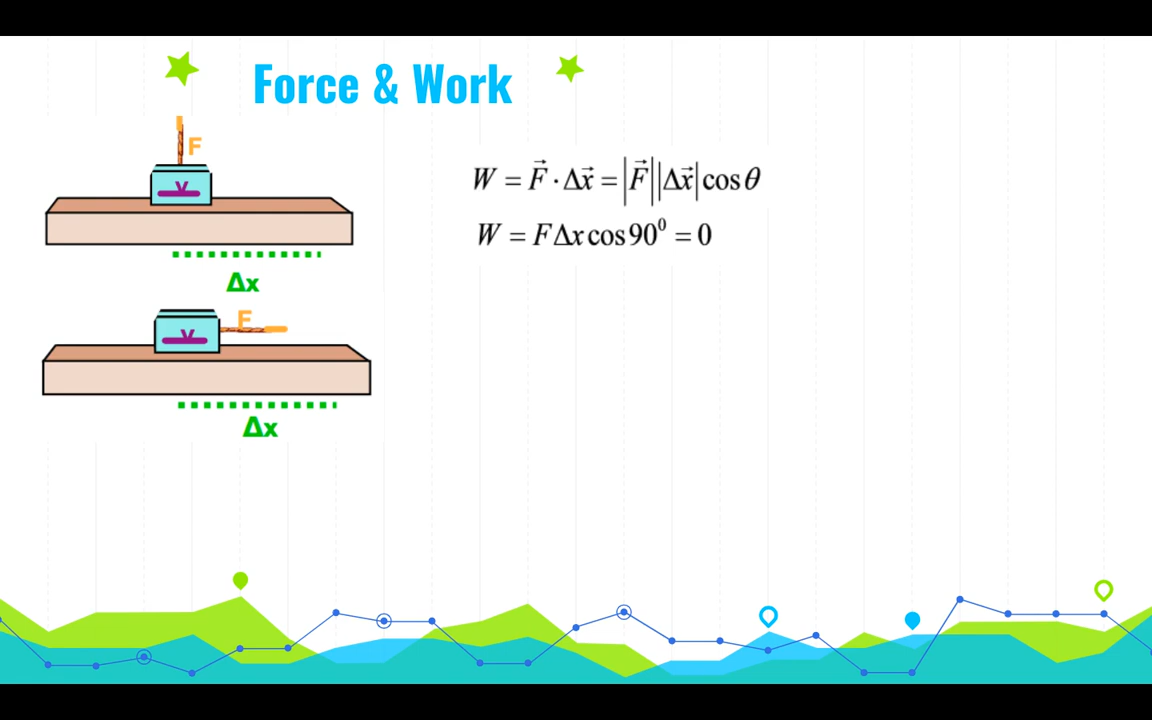 Force & Work
F
v
Δx
F
v
Δx
W = F⃗ · Δx⃗ = |F⃗||Δx⃗| cos θ
W = FΔx cos 90⁰ = 0